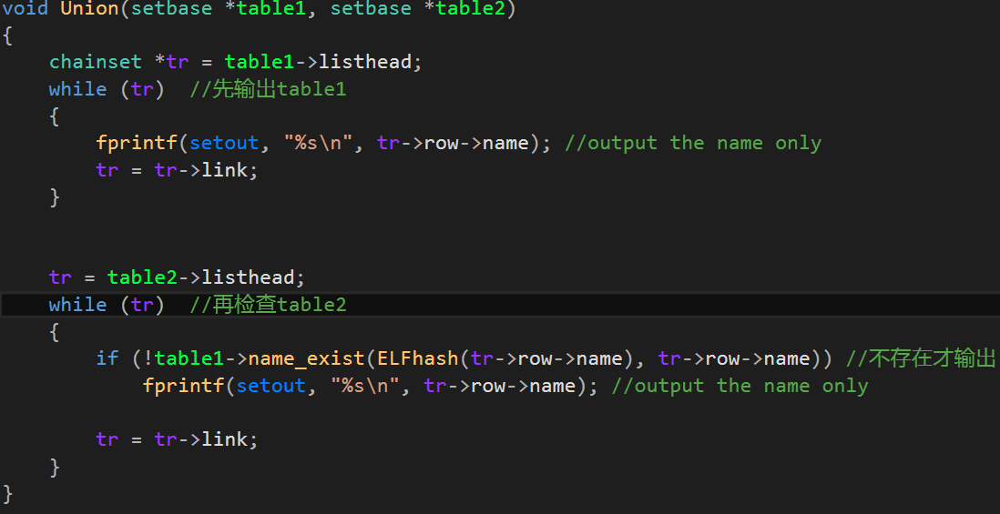 void Union(setbase *table1, setbase *table2)
{
    chainset *tr = table1->listhead;
    while (tr)  //先输出table1
    {
        fprintf(setout, "%s\n", tr->row->name); //output the name only
        tr = tr->link;
    }
    tr = table2->listhead;
    while (tr)  //再检查table2
    {
        if (!table1->name_exist(ELFhash(tr->row->name), tr->row->name)) //不存在才输出
            fprintf(setout, "%s\n", tr->row->name); //output the name only
        tr = tr->link;
    }
}